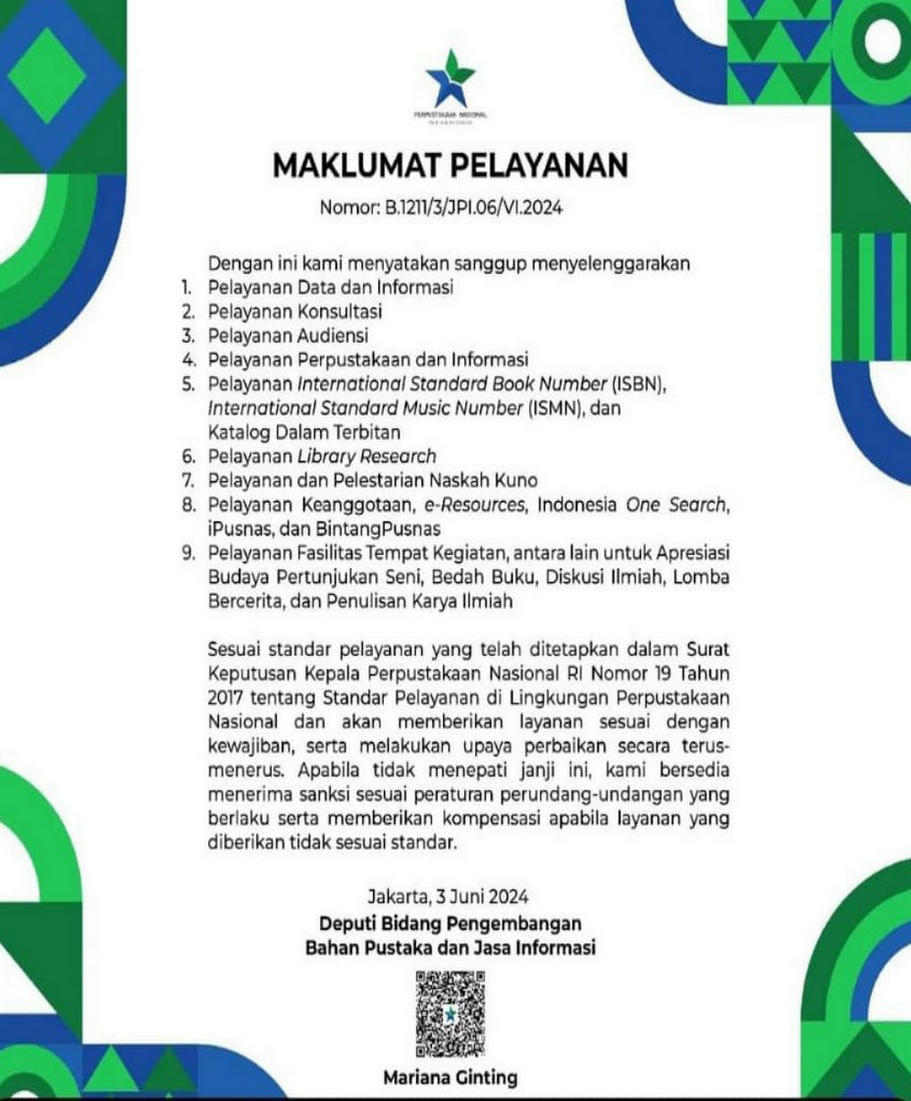 PERPUSTAKAAN NASIONAL
MAKLUMAT PELAYANAN
Nomor: B.1211/3/JPI.06/VI.2024
Dengan ini kami menyatakan sanggup menyelenggarakan
1. Pelayanan Data dan Informasi
2. Pelayanan Konsultasi
3. Pelayanan Audiensi
4. Pelayanan Perpustakaan dan Informasi
5. Pelayanan International Standard Book Number (ISBN),
International Standard Music Number (ISMN), dan
Katalog Dalam Terbitan
6. Pelayanan Library Research
7. Pelayanan dan Pelestarian Naskah Kuno
8. Pelayanan Keanggotaan, e-Resources, Indonesia One Search,
iPusnas, dan BintangPusnas
9. Pelayanan Fasilitas Tempat Kegiatan, antara lain untuk Apresiasi
Budaya Pertunjukan Seni, Bedah Buku, Diskusi Ilmiah, Lomba
Bercerita, dan Penulisan Karya Ilmiah
Sesuai standar pelayanan yang telah ditetapkan dalam Surat
Keputusan Kepala Perpustakaan Nasional RI Nomor 19 Tahun
2017 tentang Standar Pelayanan di Lingkungan Perpustakaan
Nasional dan akan memberikan layanan sesuai dengan
kewajiban, serta melakukan upaya perbaikan secara terus-
menerus. Apabila tidak menepati janji ini, kami bersedia
menerima sanksi sesuai peraturan perundang-undangan yang
berlaku serta memberikan kompensasi apabila layanan yang
diberikan tidak sesuai standar.
Jakarta, 3 Juni 2024
Deputi Bidang Pengembangan
Bahan Pustaka dan Jasa Informasi
Mariana Ginting